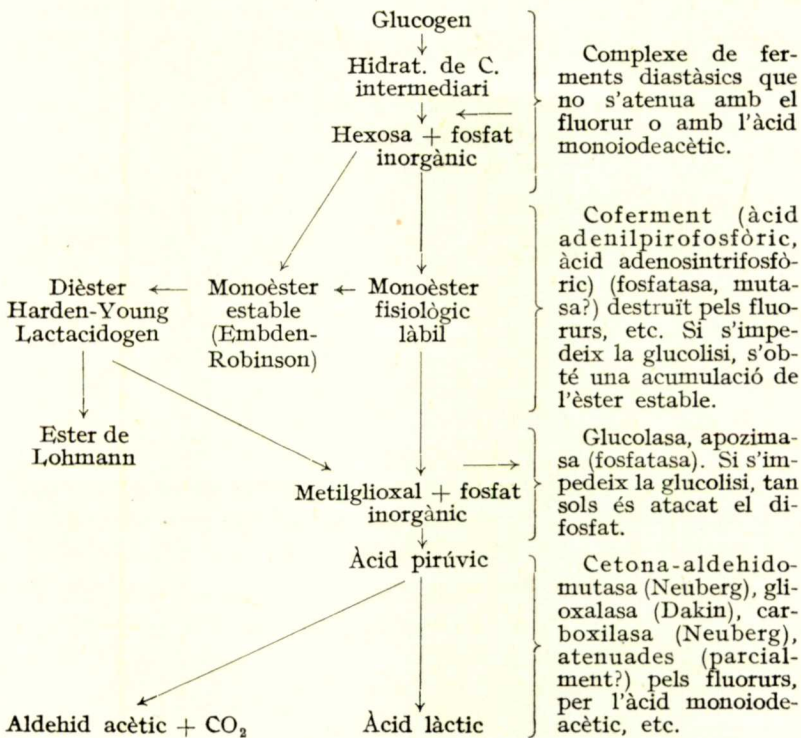 Glucogen
Hidrat. de C.
intermediari
Hexosa + fosfat
inorgànic
Complexe de fer-
ments diastàsics que
no s'atenua amb el
fluorur o amb l'àcid
monoiodeacètic.
Dièster
Harden-Young
Lactacidogen
Monoèster
estable
(Embden-
Robinson)
Monoèster
fisiològic
làbil
Coferment (àcid
adenilpirofosfòric,
àcid adenosintrifosfò-
ric) (fosfatasa, muta-
sa?) destruït pels fluo-
rurs, etc. Si s'impe-
deix la glucolisi, s'ob-
té una acumulació de
l'èster estable.
Ester de
Lohmann
Metilglioxal + fosfat
inorgànic
Glucolasa, apozima-
sa (fosfatasa). Si s'im-
pedeix la glucolisi, tan
sols és atacat el di-
fosfat.
Àcid pirúvic
Aldehid acètic + CO₂
Àcid làctic
Cetona-aldehido-
mutasa (Neuberg), gli-
oxalasa (Dakin), car-
boxilasa (Neuberg),
atenuades (parcial-
ment?) pels fluorurs,
per l'àcid monoiode-
acètic, etc.